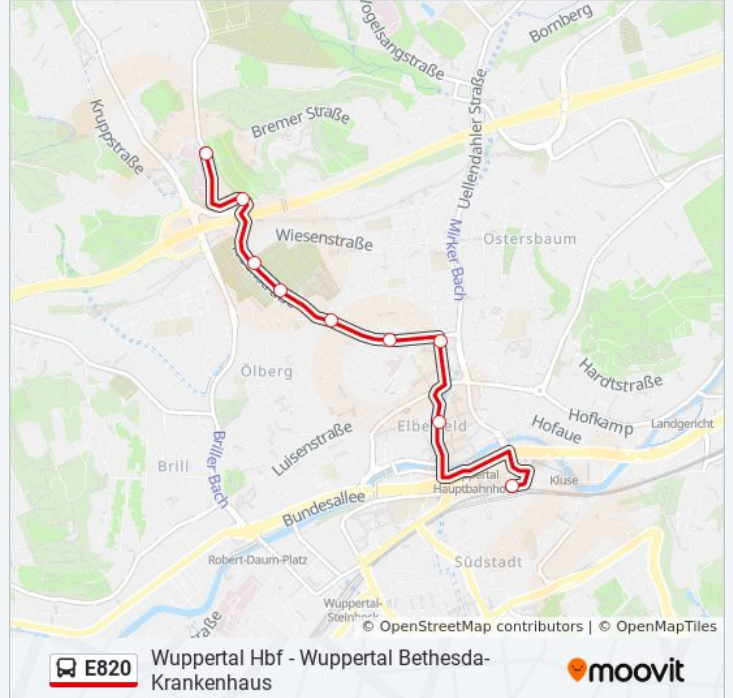 Bornberg
Vogelsangstraße
Kruppstraße
Bremer Straße
Uellendahler Straße
Wiesenstraße
Mirker Bach
Ostersbaum
Ölberg
Hardtstraße
Hofkamp
Hofaue
Landgericht
Elberfeld
Luisenstraße
Brill
Briller Bach
Hauptbahnhof
Kluse
Bundesallee
Robert-Daum-Platz
Südstadt
Wuppertal-
Steinbeck
© OpenStreetMap contributors | © OpenMapTiles
E820
Wuppertal Hbf - Wuppertal Bethesda-
Krankenhaus
moovit